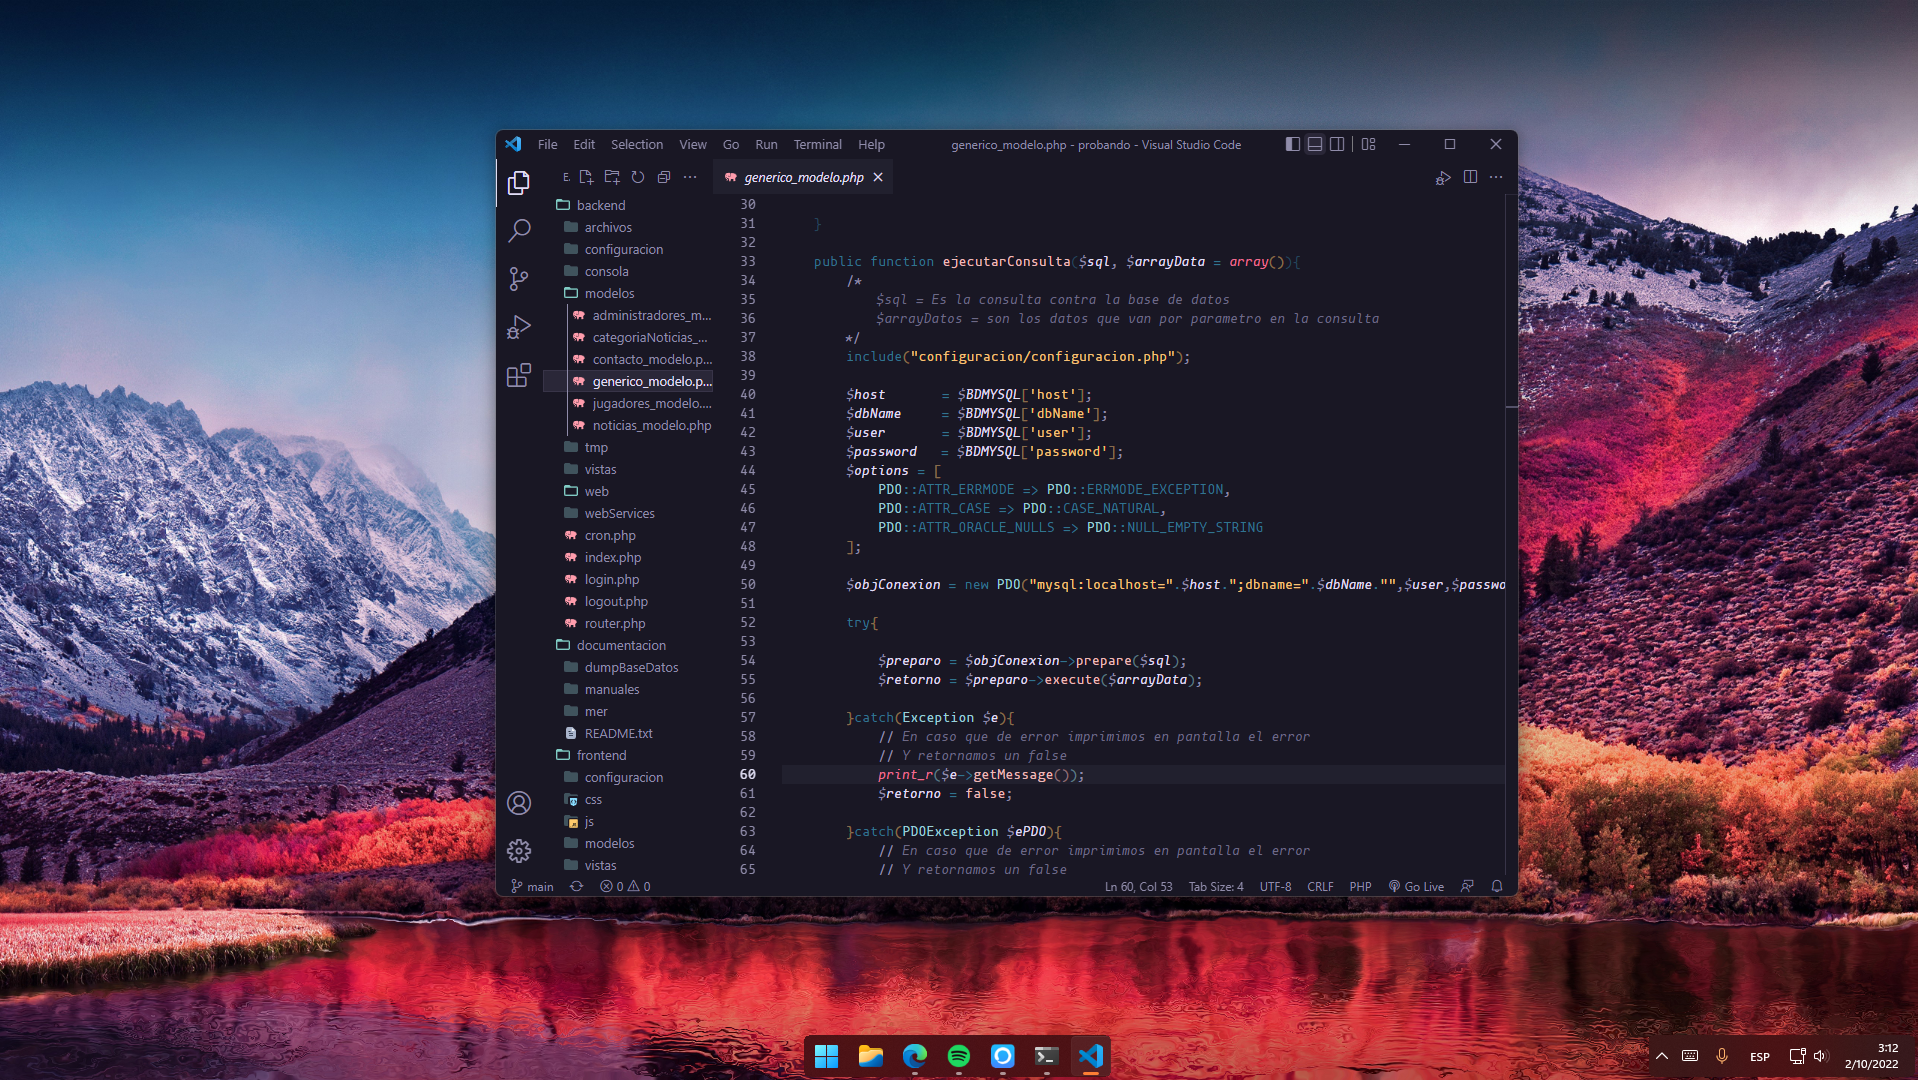 File Edit Selection View Go Run Terminal Help
generico_modelo.php - probando - Visual Studio Code
E.
generico_modelo.php
backend
archivos
configuracion
consola
modelos
administradores_m...
categoriaNoticias_...
contacto_modelo.p...
generico_modelo.p...
jugadores_modelo....
noticias_modelo.php
tmp
vistas
web
webServices
cron.php
index.php
login.php
logout.php
router.php
documentacion
dumpBaseDatos
manuales
mer
README.txt
frontend
configuracion
css
js
modelos
vistas
30
31 }
32
33 public function ejecutarConsulta($sql, $arrayData = array()){
34 /*
35 $sql = Es la consulta contra la base de datos
36 $arrayDatos = son los datos que van por parametro en la consulta
37 */
38 include("configuracion/configuracion.php");
39
40 $host = $BDMYSQL['host'];
41 $dbName = $BDMYSQL['dbName'];
42 $user = $BDMYSQL['user'];
43 $password = $BDMYSQL['password'];
44 $options = [
45 PDO::ATTR_ERRMODE => PDO::ERRMODE_EXCEPTION,
46 PDO::ATTR_CASE => PDO::CASE_NATURAL,
47 PDO::ATTR_ORACLE_NULLS => PDO::NULL_EMPTY_STRING
48 ];
49
50 $objConexion = new PDO("mysql:localhost=".$host.";dbname=".$dbName."",$user,$passwo
51
52 try{
53
54 $preparo = $objConexion->prepare($sql);
55 $retorno = $preparo->execute($arrayData);
56
57 }catch(Exception $e){
58 // En caso que de error imprimimos en pantalla el error
59 // Y retornamos un false
60 print_r($e->getMessage());
61 $retorno = false;
62
63 }catch(PDOException $ePDO){
64 // En caso que de error imprimimos en pantalla el error
65 // Y retornamos un false
main 0 0 Ln 60, Col 53 Tab Size: 4 UTF-8 CRLF PHP Go Live
ESP
3:12
2/10/2022